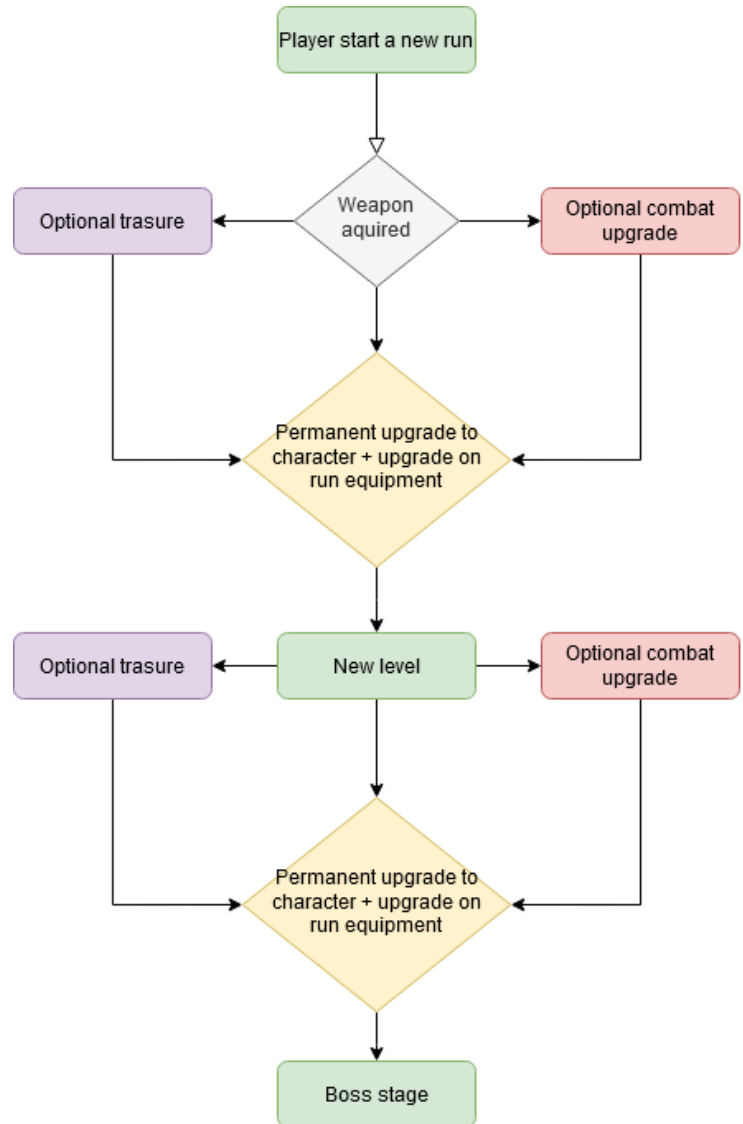 Player start a new run
Weapon
aquired
Optional trasure
Optional combat
upgrade
Permanent upgrade to
character + upgrade on
run equipment
Optional trasure
New level
Optional combat
upgrade
Permanent upgrade to
character + upgrade on
run equipment
Boss stage